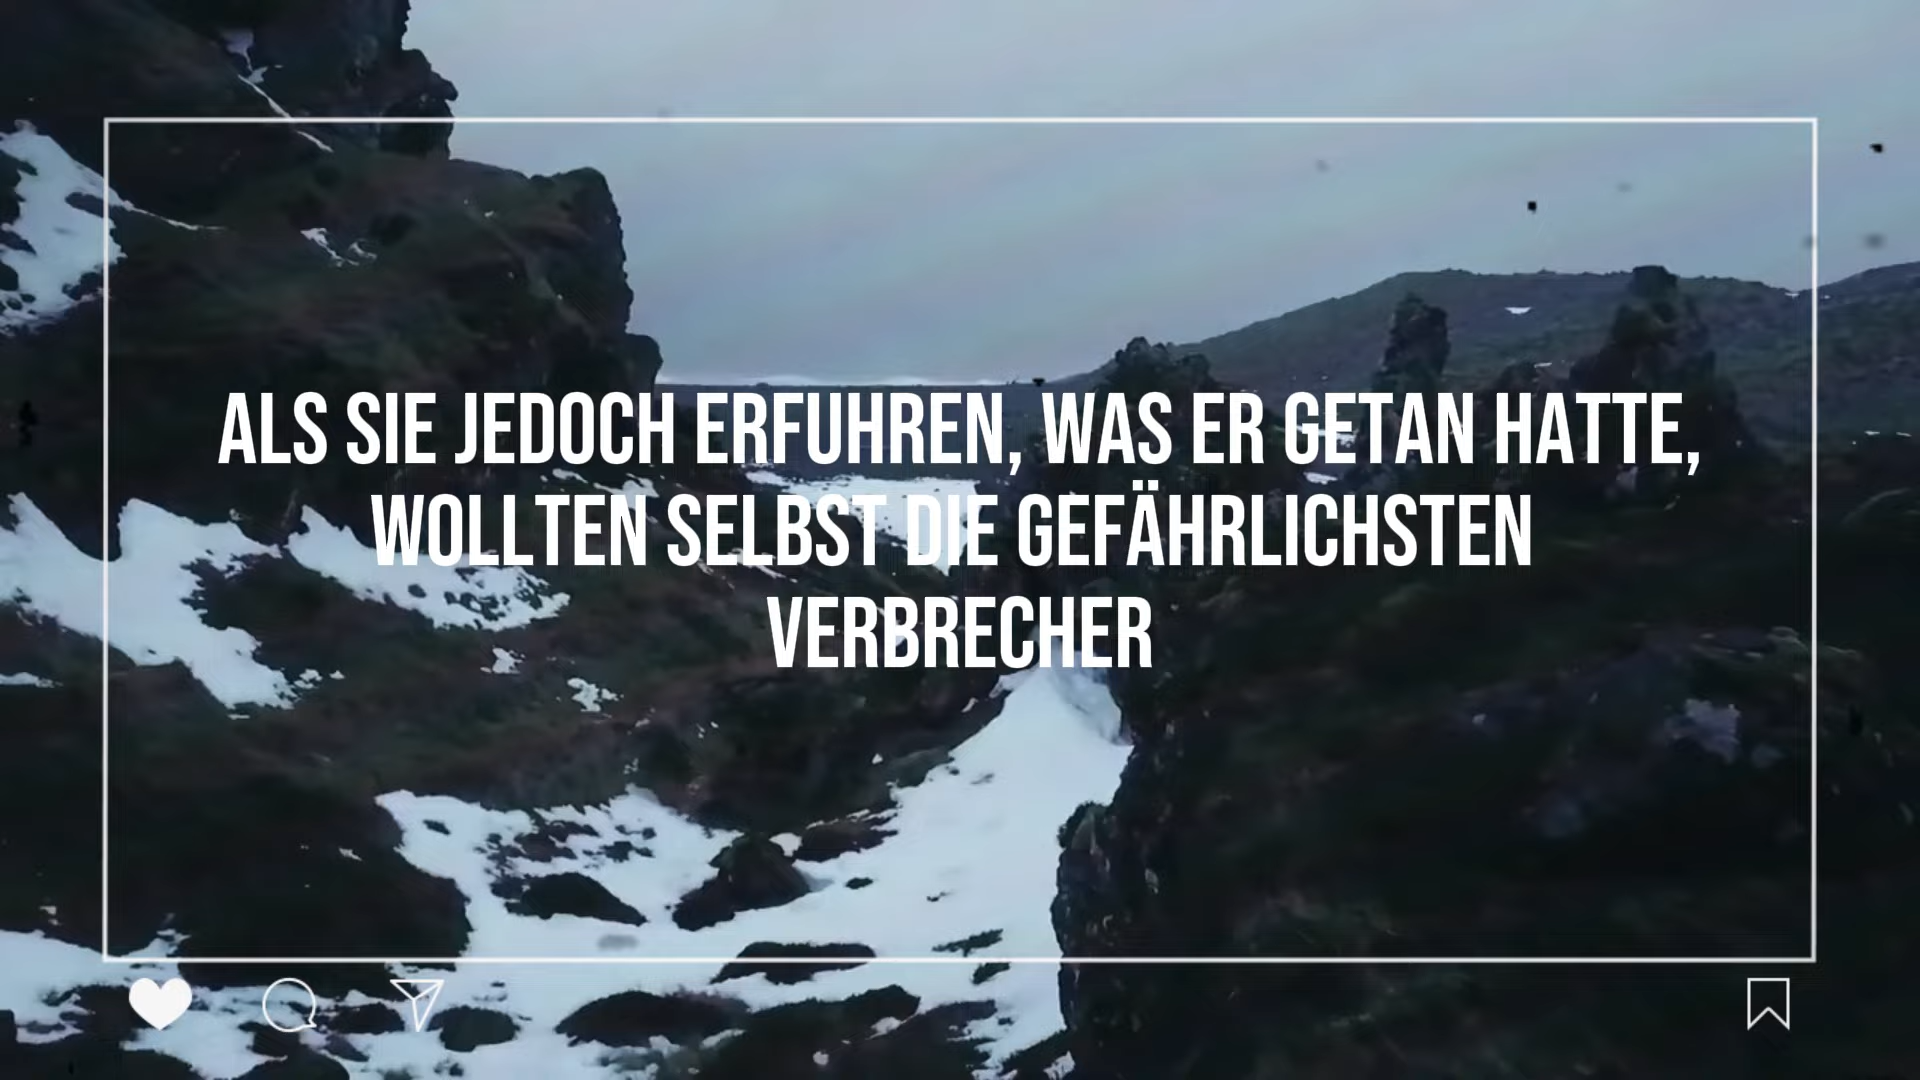 ALS SIE JEDOCH ERFUHREN, WAS ER GETAN HATTE,
WOLLTEN SELBST DIE GEFÄHRLICHSTEN
VERBRECHER